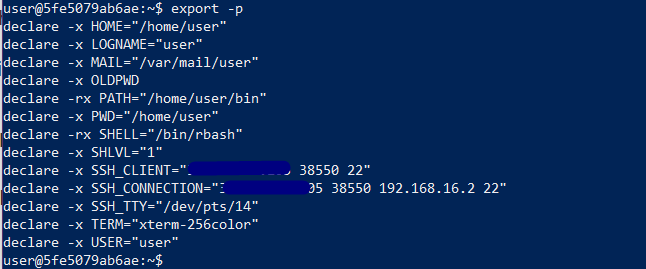 user@5fe5079ab6ae:~$ export -p
declare -x HOME="/home/user"
declare -x LOGNAME="user"
declare -x MAIL="/var/mail/user"
declare -x OLDPWD
declare -rx PATH="/home/user/bin"
declare -x PWD="/home/user"
declare -rx SHELL="/bin/rbash"
declare -x SHLVL="1"
declare -x SSH_CLIENT=" 38550 22"
declare -x SSH_CONNECTION=" 05 38550 192.168.16.2 22"
declare -x SSH_TTY="/dev/pts/14"
declare -x TERM="xterm-256color"
declare -x USER="user"
user@5fe5079ab6ae:~$